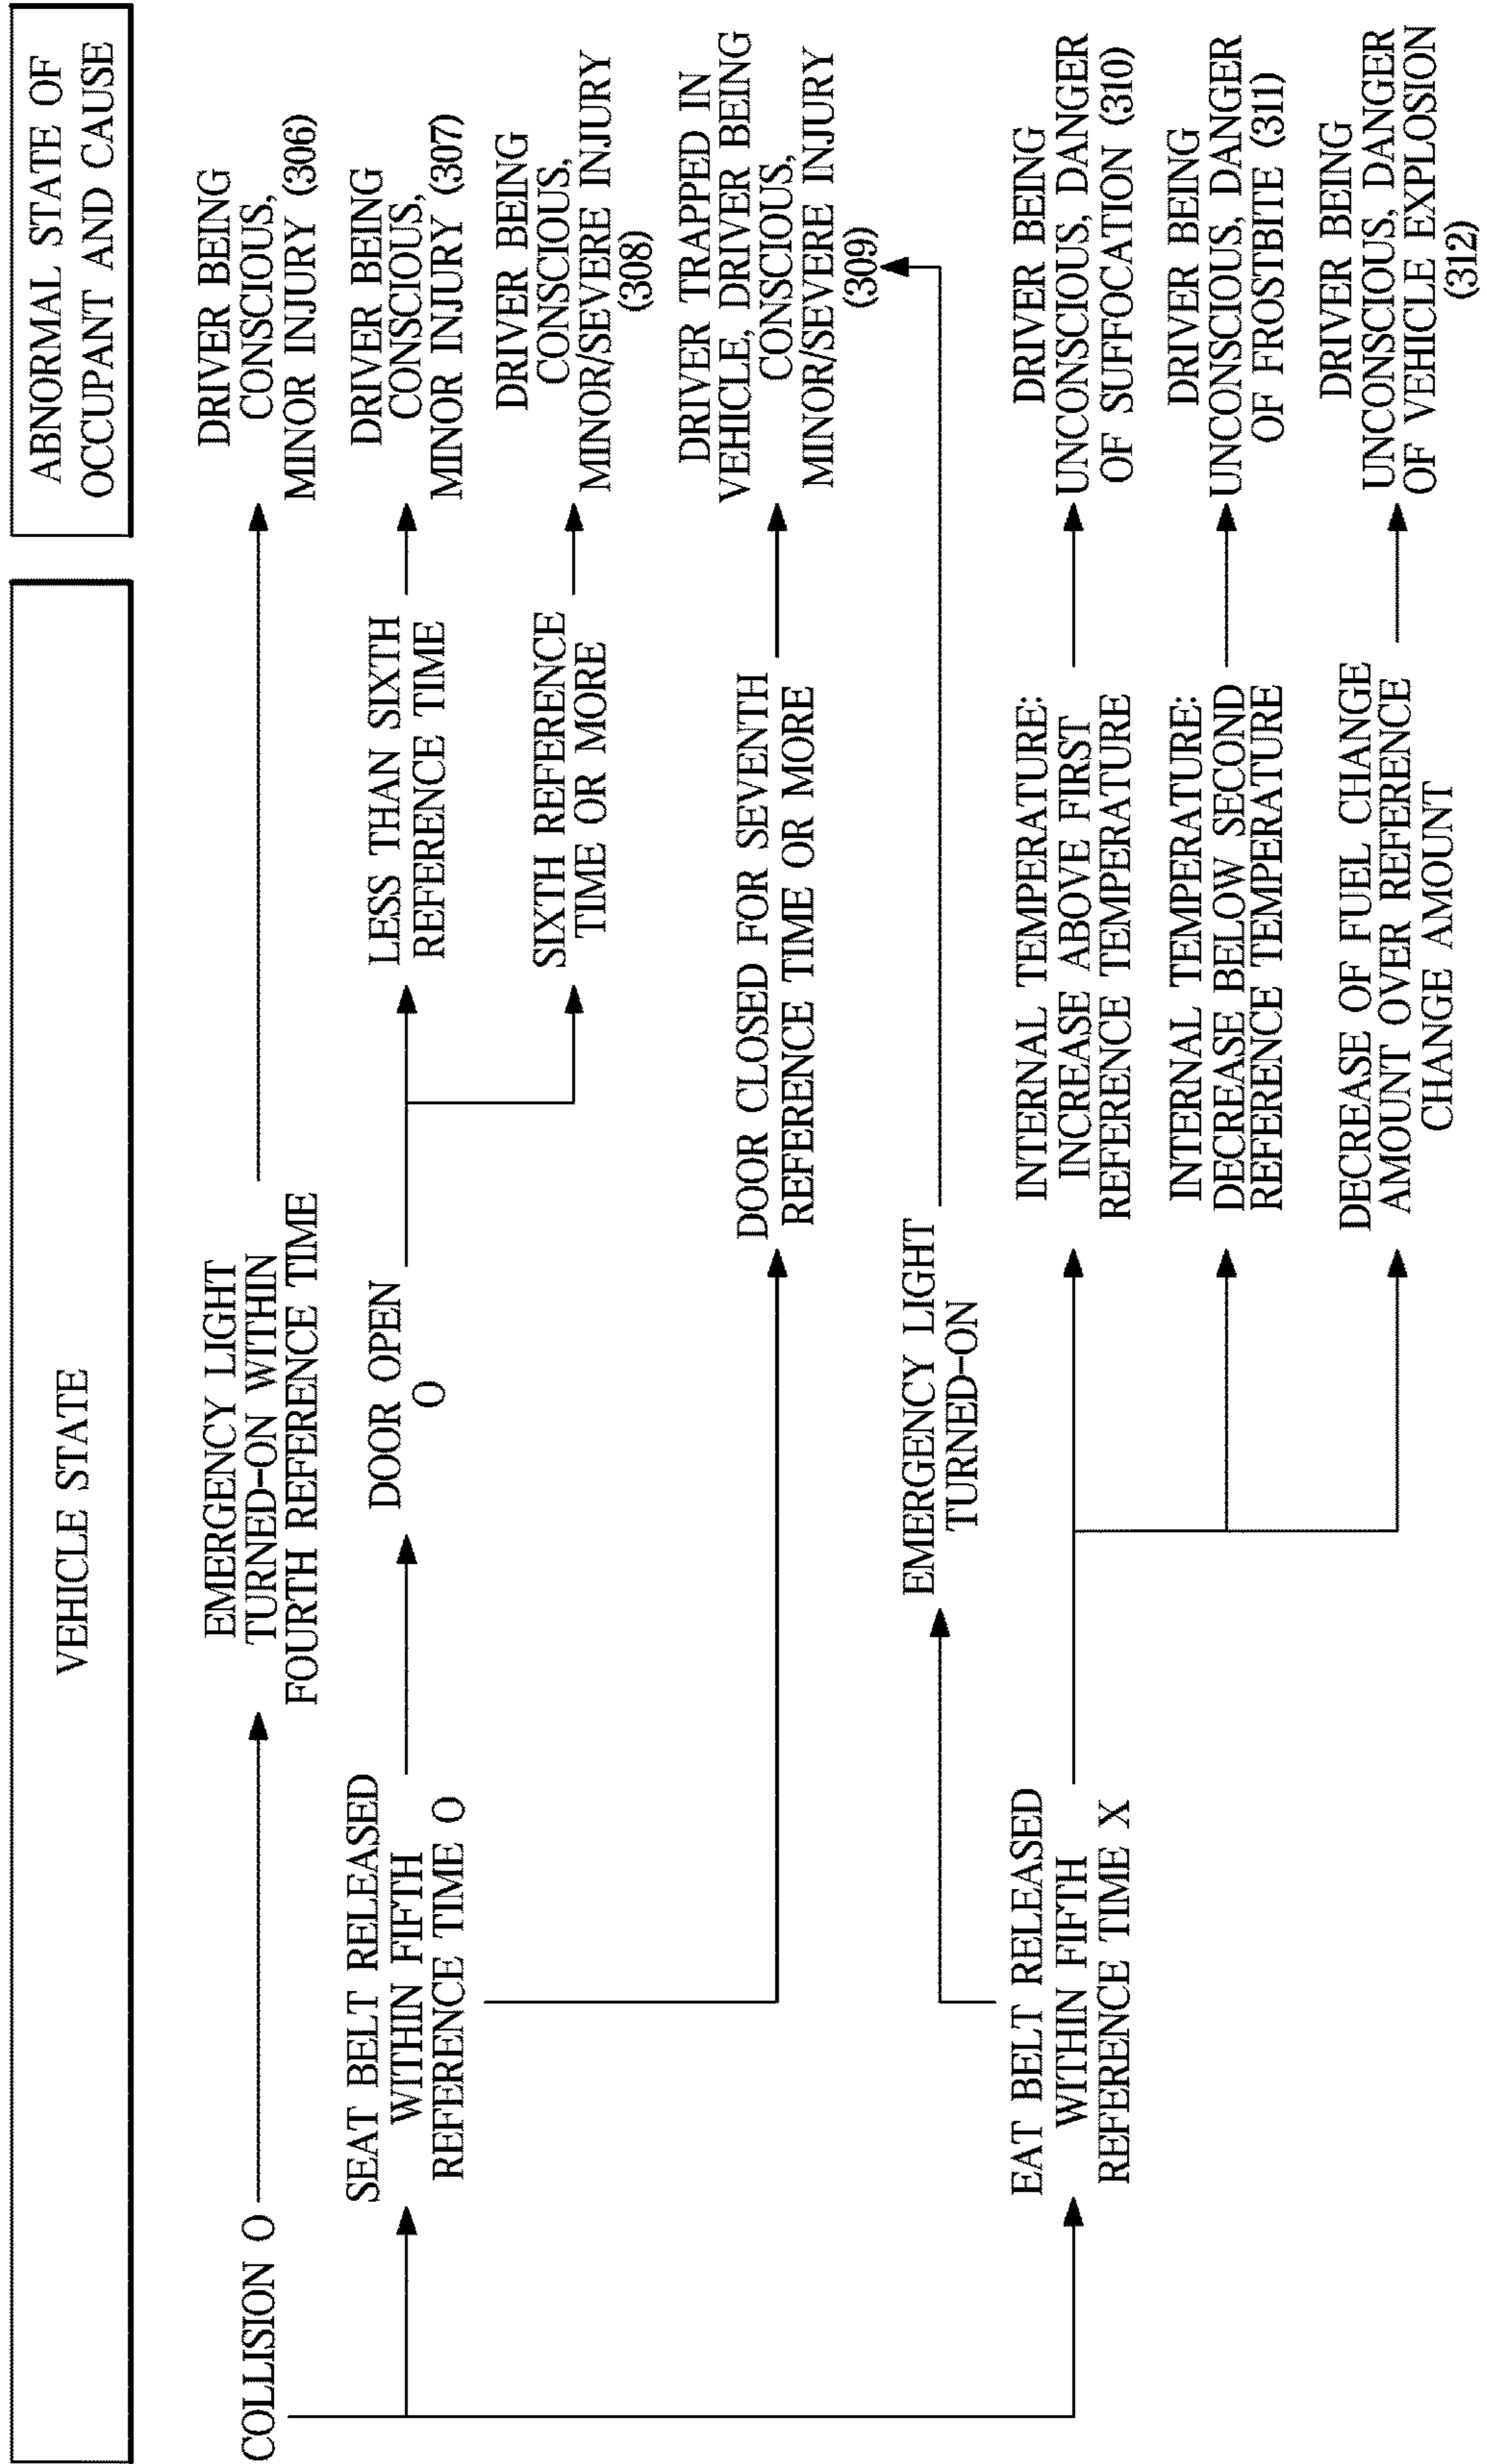 VEHICLE STATE
ABNORMAL STATE OF
OCCUPANT AND CAUSE
COLLISION O
EMERGENCY LIGHT
TURNED-ON WITHIN
FOURTH REFERENCE TIME
DRIVER BEING
CONSCIOUS,
MINOR INJURY (306)
SEAT BELT RELEASED
WITHIN FIFTH
REFERENCE TIME O
DOOR OPEN
O
LESS THAN SIXTH
REFERENCE TIME
DRIVER BEING
CONSCIOUS,
MINOR INJURY (307)
SIXTH REFERENCE
TIME OR MORE
DRIVER BEING
CONSCIOUS,
MINOR/SEVERE INJURY
(308)
DOOR CLOSED FOR SEVENTH
REFERENCE TIME OR MORE
DRIVER TRAPPED IN
VEHICLE, DRIVER BEING
CONSCIOUS,
MINOR/SEVERE INJURY
(309)
EMERGENCY LIGHT
TURNED-ON
EAT BELT RELEASED
WITHIN FIFTH
REFERENCE TIME X
INTERNAL TEMPERATURE:
INCREASE ABOVE FIRST
REFERENCE TEMPERATURE
DRIVER BEING
UNCONSCIOUS, DANGER
OF SUFFOCATION (310)
INTERNAL TEMPERATURE:
DECREASE BELOW SECOND
REFERENCE TEMPERATURE
DRIVER BEING
UNCONSCIOUS, DANGER
OF FROSTBITE (311)
DECREASE OF FUEL CHANGE
AMOUNT OVER REFERENCE
CHANGE AMOUNT
DRIVER BEING
UNCONSCIOUS, DANGER
OF VEHICLE EXPLOSION
(312)